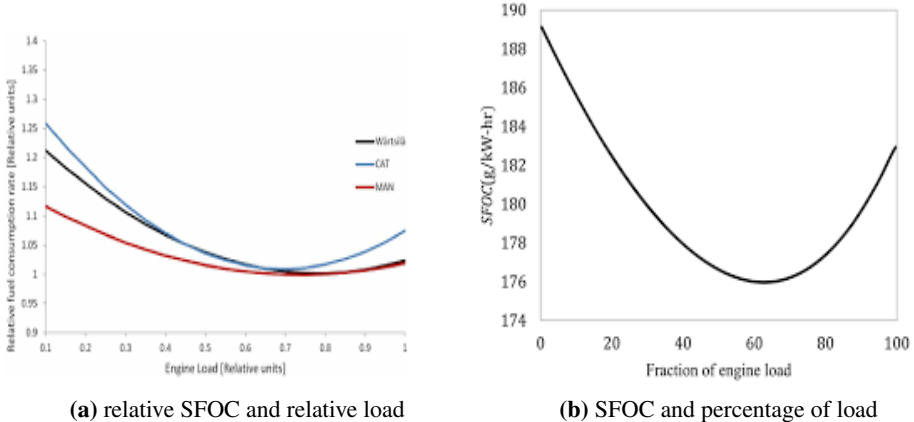 Relative fuel consumption rate [Relative units]
1.4
1.35
1.3
1.25
1.2
1.15
1.1
1.05
1
0.95
0.9
0.1 0.2 0.3 0.4 0.5 0.6 0.7 0.8 0.9 1
Engine Load [Relative units]
Wärtsilä
CAT
MAN
(a) relative SFOC and relative load
SFOC(g/kW-hr)
190
188
186
184
182
180
178
176
174
0 20 40 60 80 100
Fraction of engine load
(b) SFOC and percentage of load